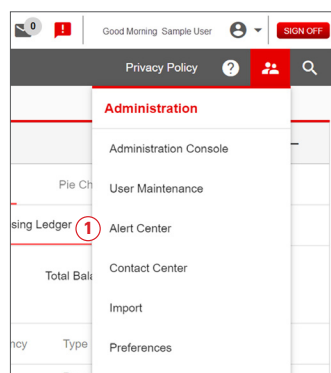 0 Good Morning Sample User SIGN OFF
Privacy Policy ?
Administration
Administration Console
Pie Ch User Maintenance
sing Ledger 1 Alert Center
Total Bala Contact Center
Import
ncy Type Preferences